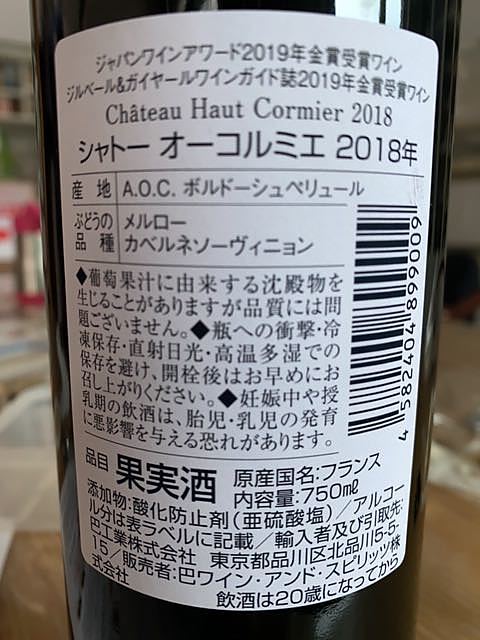 ジャパンワインアワード2019年金賞受賞ワイン
ジルベール&ガイヤールワインガイド誌2019年金賞受賞ワイン
Château Haut Cormier 2018
シャトー オーコルミエ 2018年
産地 A.O.C. ボルドーシュペリュール
ぶどうの品種 メルロー
カベルネソーヴィニョン
◆葡萄果汁に由来する沈殿物を
生じることがありますが品質には問
題ございません。◆瓶への衝撃・冷
凍保存・直射日光・高温多湿での
保存を避け、開栓後はお早めにお
召し上がりください。◆妊娠中や授
乳期の飲酒は、胎児・乳児の発育
に悪影響を与える恐れがあります。
4 582404 899009
品目 果実酒 原産国名:フランス
内容量:750mℓ
添加物:酸化防止剤(亜硫酸塩)/アルコー
ル分は表ラベルに記載/輸入者及び引取先:
巴工業株式会社 東京都品川区北品川5-5-
15/販売者:巴ワイン・アンド・スピリッツ株
式会社
飲酒は20歳になってから